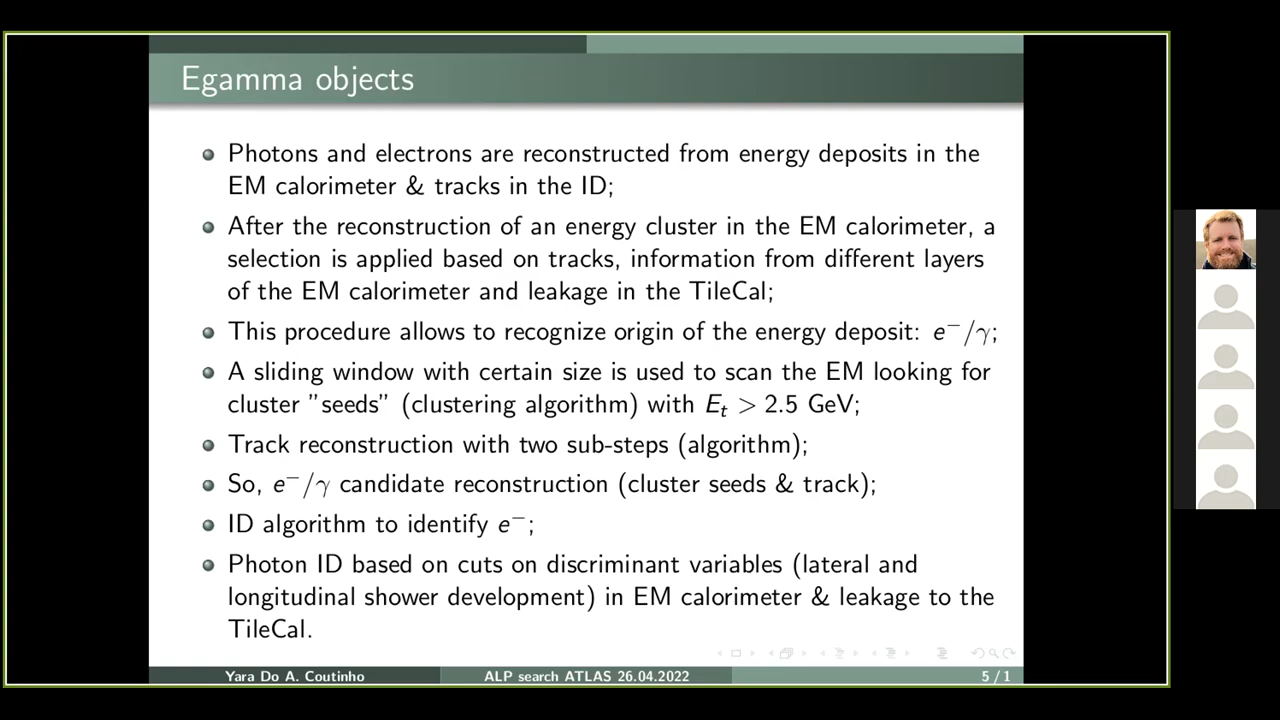 Egamma objects
Photons and electrons are reconstructed from energy deposits in the
EM calorimeter & tracks in the ID;
After the reconstruction of an energy cluster in the EM calorimeter, a
selection is applied based on tracks, information from different layers
of the EM calorimeter and leakage in the TileCal;
This procedure allows to recognize origin of the energy deposit: e⁻/γ;
A sliding window with certain size is used to scan the EM looking for
cluster ”seeds” (clustering algorithm) with Eₜ > 2.5 GeV;
Track reconstruction with two sub-steps (algorithm);
So, e⁻/γ candidate reconstruction (cluster seeds & track);
ID algorithm to identify e⁻;
Photon ID based on cuts on discriminant variables (lateral and
longitudinal shower development) in EM calorimeter & leakage to the
TileCal.
Yara Do A. Coutinho ALP search ATLAS 26.04.2022 5 / 1